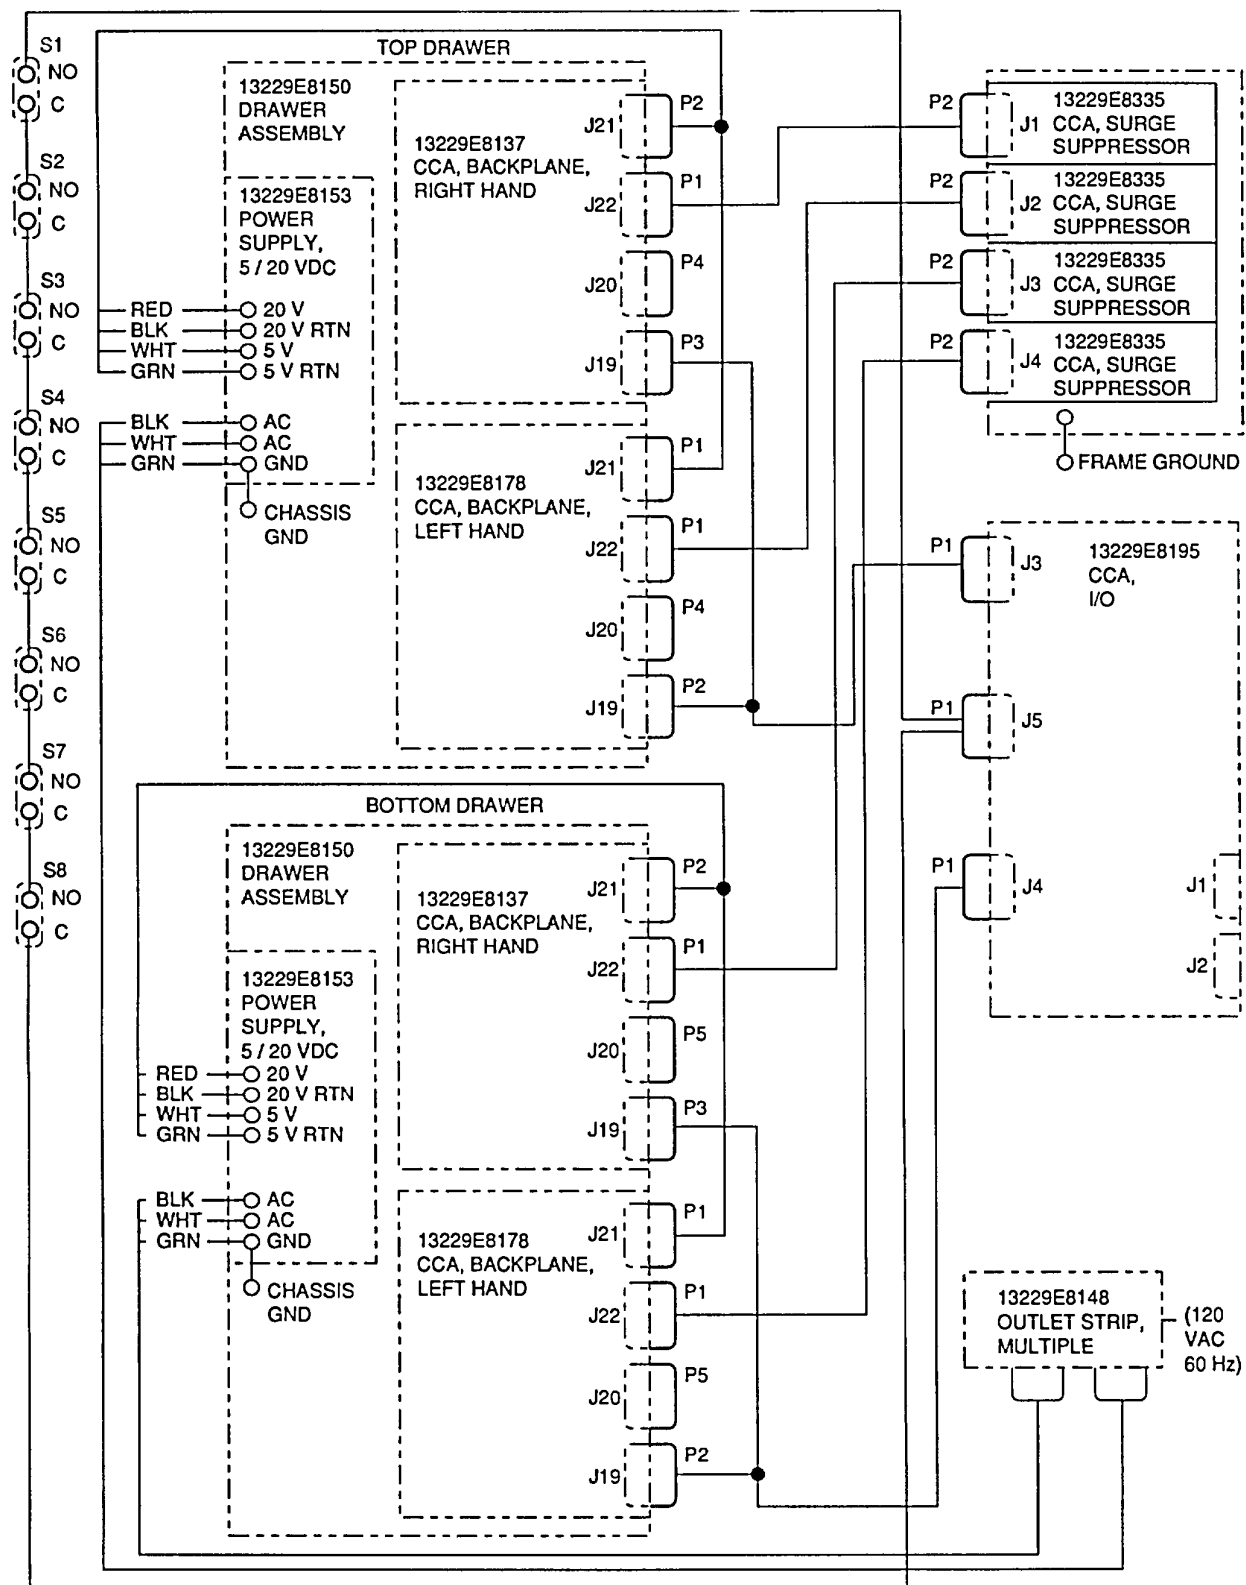 S1
NO
C
S2
NO
C
S3
NO
C
S4
NO
C
S5
NO
C
S6
NO
C
S7
NO
C
S8
NO
C
TOP DRAWER
13229E8150
DRAWER
ASSEMBLY
13229E8153
POWER
SUPPLY,
5 / 20 VDC
RED 20 V
BLK 20 V RTN
WHT 5 V
GRN 5 V RTN
BLK AC
WHT AC
GRN GND
CHASSIS
GND
13229E8137
CCA, BACKPLANE,
RIGHT HAND
J21 P2
J22 P1
J20 P4
J19 P3
13229E8178
CCA, BACKPLANE,
LEFT HAND
J21 P1
J22 P1
J20 P4
J19 P2
BOTTOM DRAWER
13229E8150
DRAWER
ASSEMBLY
13229E8153
POWER
SUPPLY,
5 / 20 VDC
RED 20 V
BLK 20 V RTN
WHT 5 V
GRN 5 V RTN
BLK AC
WHT AC
GRN GND
CHASSIS
GND
13229E8137
CCA, BACKPLANE,
RIGHT HAND
J21 P2
J22 P1
J20 P5
J19 P3
13229E8178
CCA, BACKPLANE,
LEFT HAND
J21 P1
J22 P1
J20 P5
J19 P2
P2 J1
13229E8335
CCA, SURGE
SUPPRESSOR
P2 J2
13229E8335
CCA, SURGE
SUPPRESSOR
P2 J3
13229E8335
CCA, SURGE
SUPPRESSOR
P2 J4
13229E8335
CCA, SURGE
SUPPRESSOR
FRAME GROUND
13229E8195
CCA,
I/O
P1 J3
P1 J5
P1 J4
J1
J2
13229E8148
OUTLET STRIP,
MULTIPLE
(120
VAC
60 Hz)